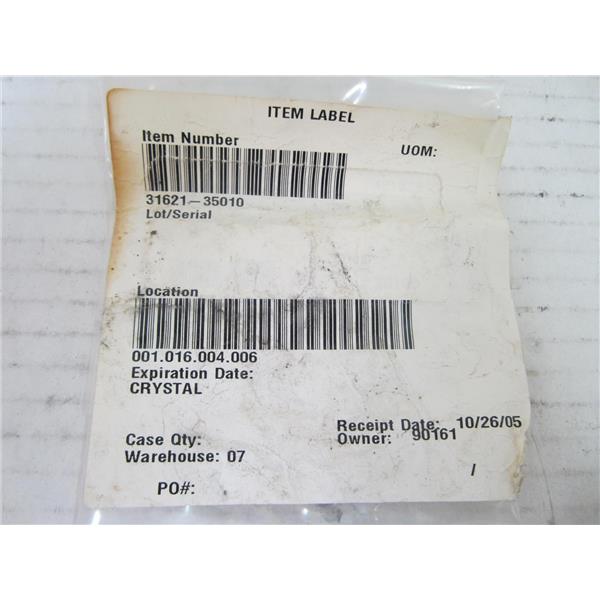 ITEM LABEL
Item Number
UOM:
31621-35010
Lot/Serial
Location
001.016.004.006
Expiration Date:
CRYSTAL
Receipt Date: 10/26/05
Case Qty:
Owner: 90161
Warehouse: 07
/
PO#: